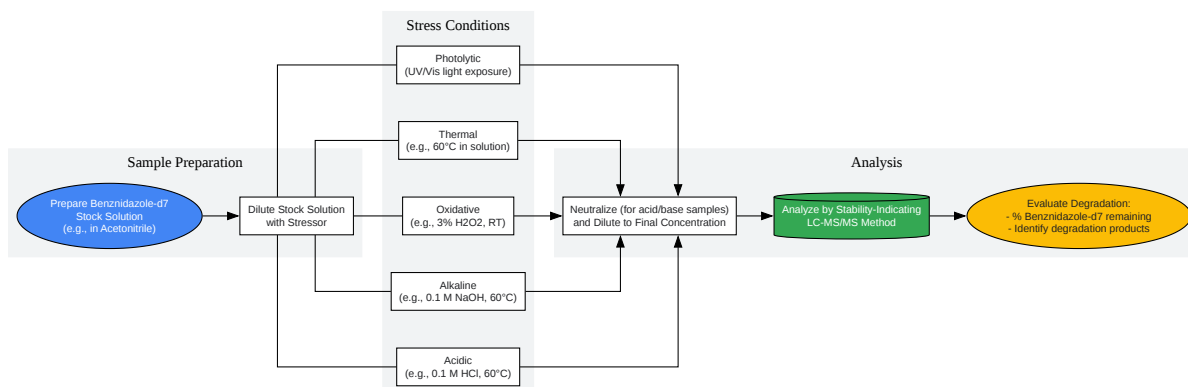 Stress Conditions
Photolytic
(UV/Vis light exposure)
Thermal
(e.g., 60°C in solution)
Sample Preparation
Analysis
Prepare Benznidazole-d7
Stock Solution
(e.g., in Acetonitrile)
Dilute Stock Solution
with Stressor
Oxidative
(e.g., 3% H2O2, RT)
Neutralize (for acid/base samples)
and Dilute to Final Concentration
Analyze by Stability-Indicating
LC-MS/MS Method
Evaluate Degradation:
- % Benznidazole-d7 remaining
- Identify degradation products
Alkaline
(e.g., 0.1 M NaOH, 60°C)
Acidic
(e.g., 0.1 M HCl, 60°C)